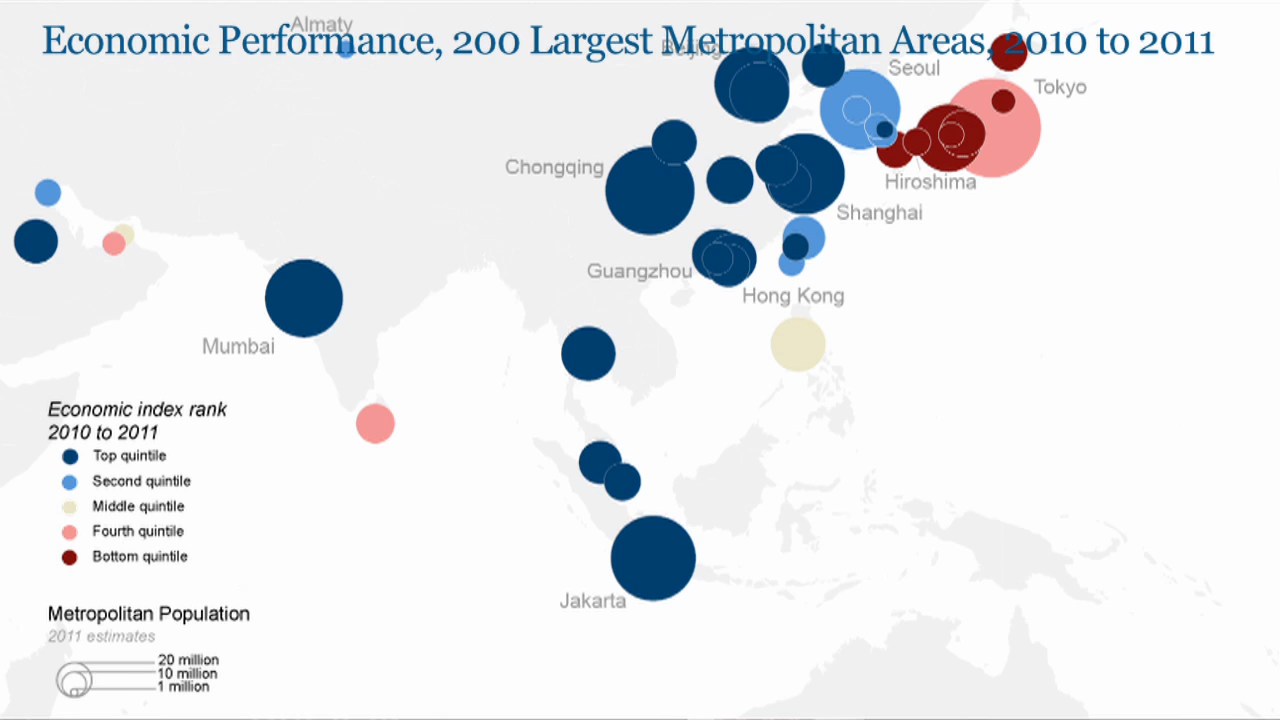 Economic Performance, 200 Largest Metropolitan Areas, 2010 to 2011
Almaty
Beijing
Seoul
Tokyo
Chongqing
Hiroshima
Shanghai
Guangzhou
Hong Kong
Mumbai
Jakarta
Economic index rank
2010 to 2011
Top quintile
Second quintile
Middle quintile
Fourth quintile
Bottom quintile
Metropolitan Population
2011 estimates
20 million
10 million
1 million